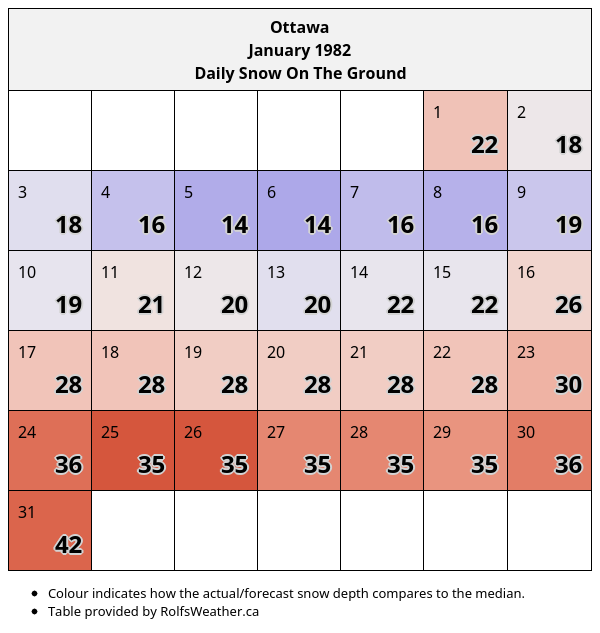 Ottawa
January 1982
Daily Snow On The Ground
1 2
22 18
3 4 5 6 7 8 9
18 16 14 14 16 16 19
10 11 12 13 14 15 16
19 21 20 20 22 22 26
17 18 19 20 21 22 23
28 28 28 28 28 28 30
24 25 26 27 28 29 30
36 35 35 35 35 35 36
31
42
• Colour indicates how the actual/forecast snow depth compares to the median.
• Table provided by RolfsWeather.ca